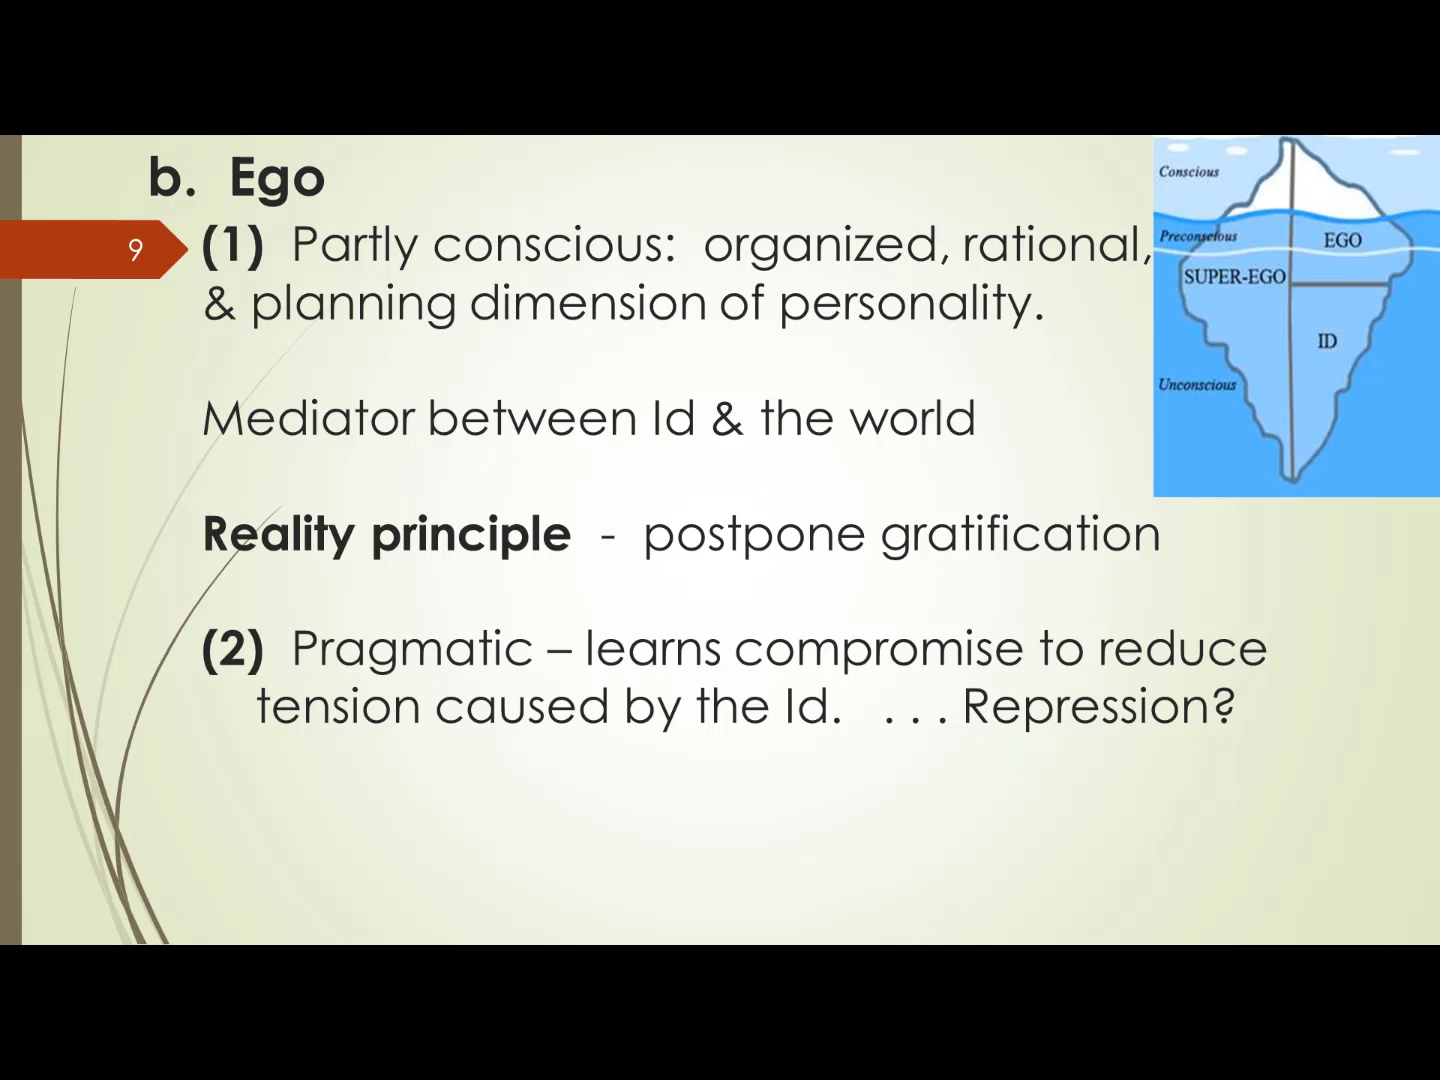 b. Ego
9
(1) Partly conscious: organized, rational,
& planning dimension of personality.
Mediator between Id & the world
Reality principle - postpone gratification
(2) Pragmatic – learns compromise to reduce
tension caused by the Id. . . . Repression?
Conscious
Preconscious
EGO
SUPER-EGO
ID
Unconscious